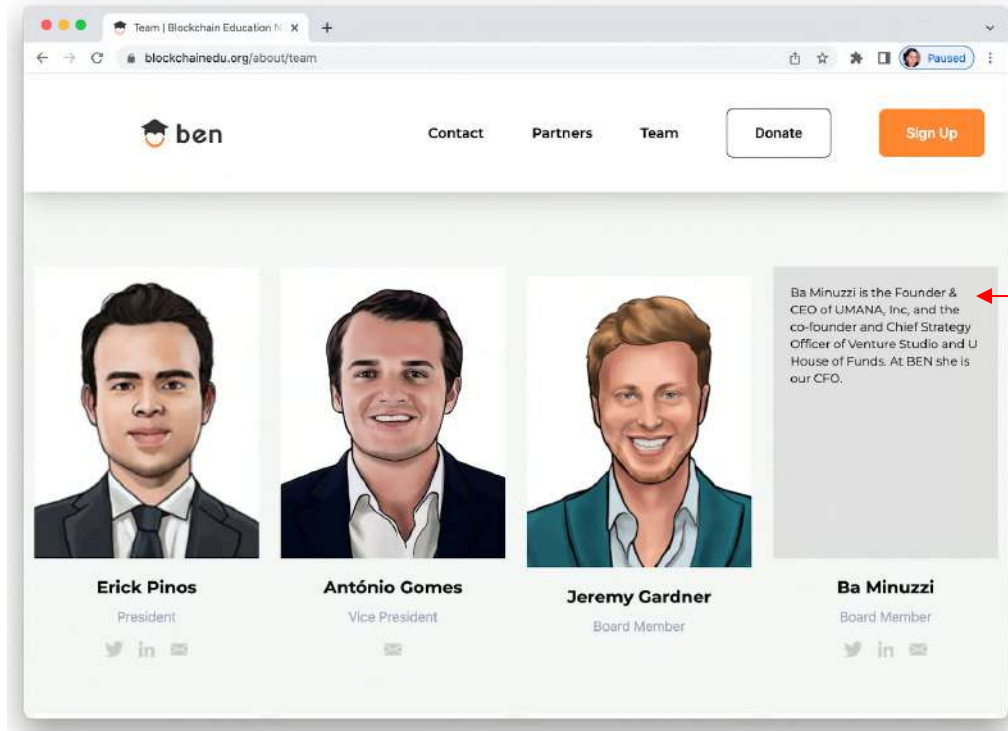 Team | Blockchain Education N
blockchainedu.org/about/team
Paused
ben
Contact
Partners
Team
Donate
Sign Up
Ba Minuzzi is the Founder &
CEO of UMANA, Inc, and the
co-founder and Chief Strategy
Officer of Venture Studio and U
House of Funds. At BEN she is
our CFO.
Erick Pinos
President
in
António Gomes
Vice President
Jeremy Gardner
Board Member
Ba Minuzzi
Board Member
in